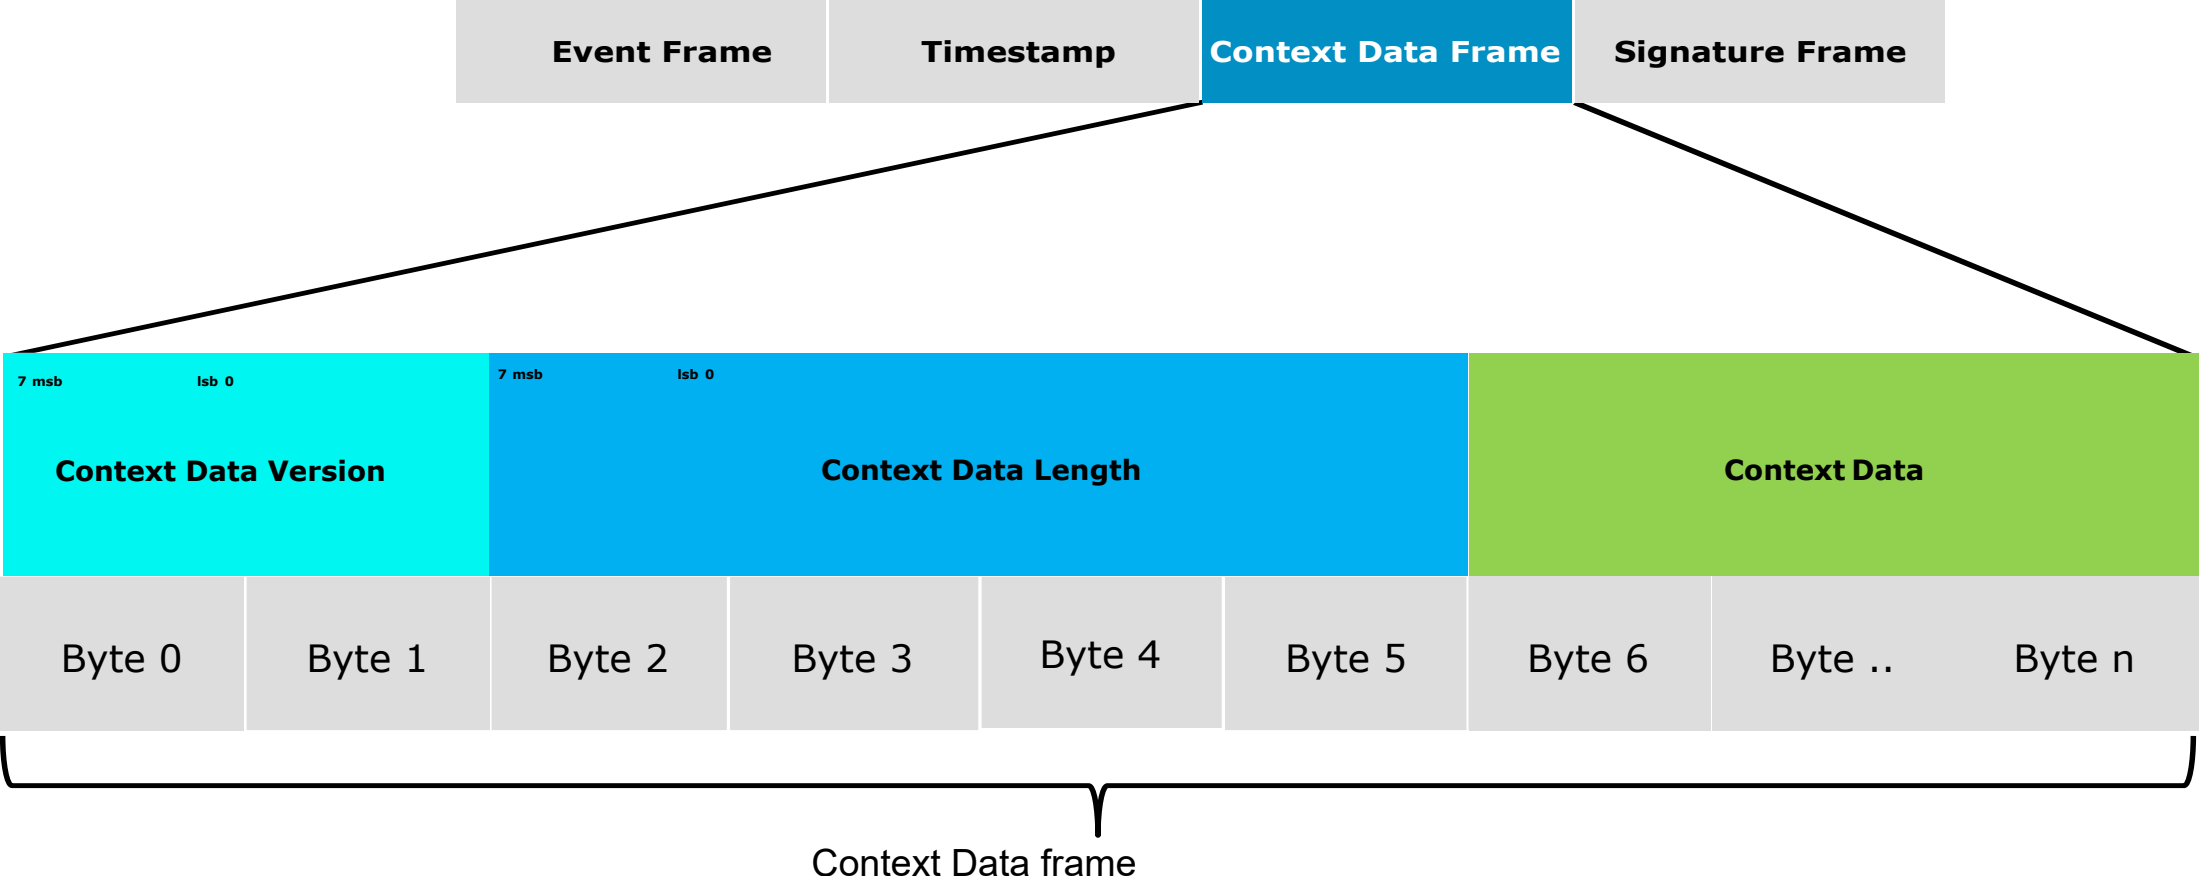 Event Frame Timestamp Context Data Frame Signature Frame
7 msb lsb 0 7 msb lsb 0
Context Data Version Context Data Length Context Data
Byte 0 Byte 1 Byte 2 Byte 3 Byte 4 Byte 5 Byte 6 Byte .. Byte n
Context Data frame